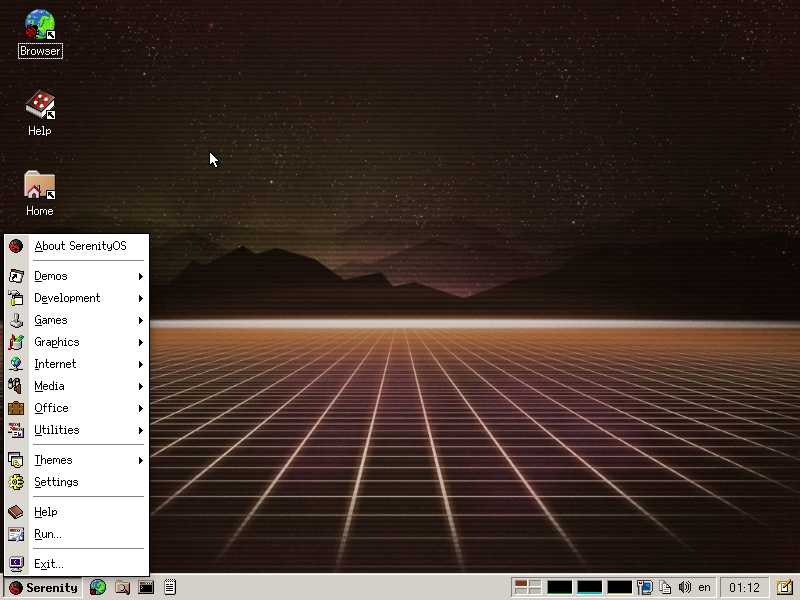 Browser
Help
Home
About SerenityOS
Demos
Development
Games
Graphics
Internet
Media
Office
Utilities
Themes
Settings
Help
Run...
Exit...
Serenity
en
01:12